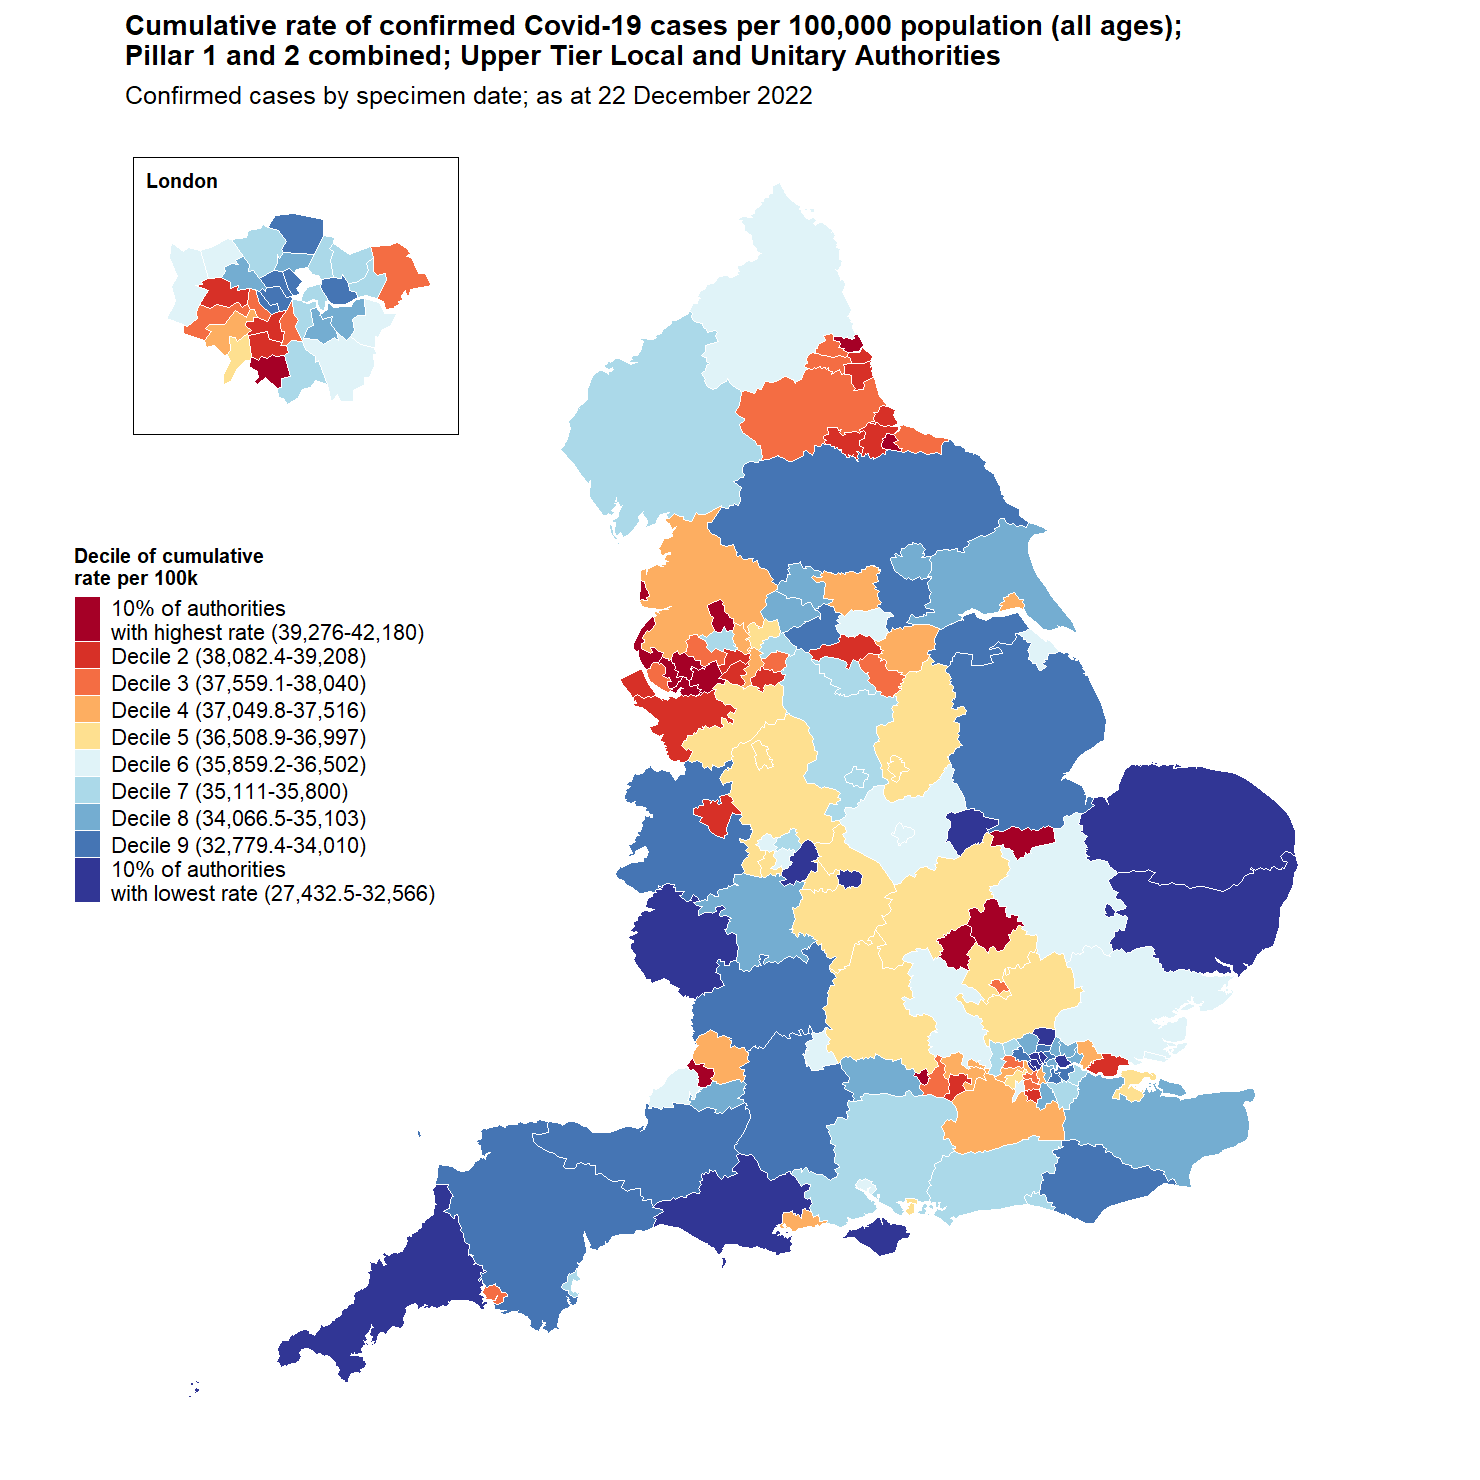 Cumulative rate of confirmed Covid-19 cases per 100,000 population (all ages);
Pillar 1 and 2 combined; Upper Tier Local and Unitary Authorities
Confirmed cases by specimen date; as at 22 December 2022
London
Decile of cumulative
rate per 100k
10% of authorities
with highest rate (39,276-42,180)
Decile 2 (38,082.4-39,208)
Decile 3 (37,559.1-38,040)
Decile 4 (37,049.8-37,516)
Decile 5 (36,508.9-36,997)
Decile 6 (35,859.2-36,502)
Decile 7 (35,111-35,800)
Decile 8 (34,066.5-35,103)
Decile 9 (32,779.4-34,010)
10% of authorities
with lowest rate (27,432.5-32,566)